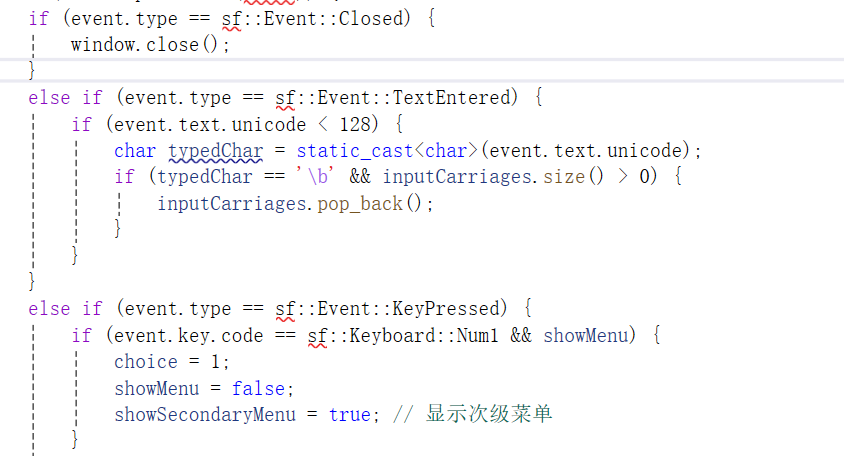 if (event.type == sf::Event::Closed) {
window.close();
}
else if (event.type == sf::Event::TextEntered) {
if (event.text.unicode < 128) {
char typedChar = static_cast<char>(event.text.unicode);
if (typedChar == '\b' && inputCarriages.size() > 0) {
inputCarriages.pop_back();
}
}
}
else if (event.type == sf::Event::KeyPressed) {
if (event.key.code == sf::Keyboard::Num1 && showMenu) {
choice = 1;
showMenu = false;
showSecondaryMenu = true; // 显示次级菜单
}